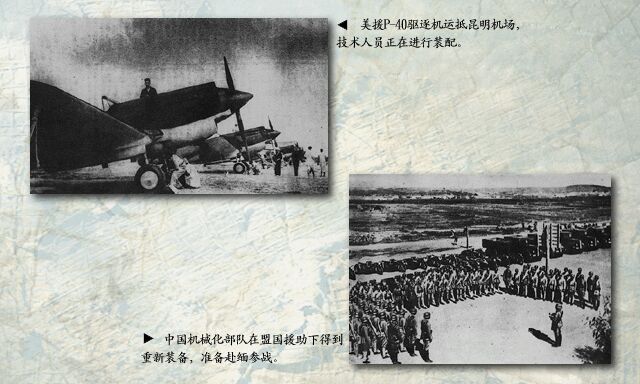 ◀ 美援P-40驱逐机运抵昆明机场,
技术人员正在进行装配。
▶ 中国机械化部队在盟国援助下得到
重新装备，准备赴缅参战。